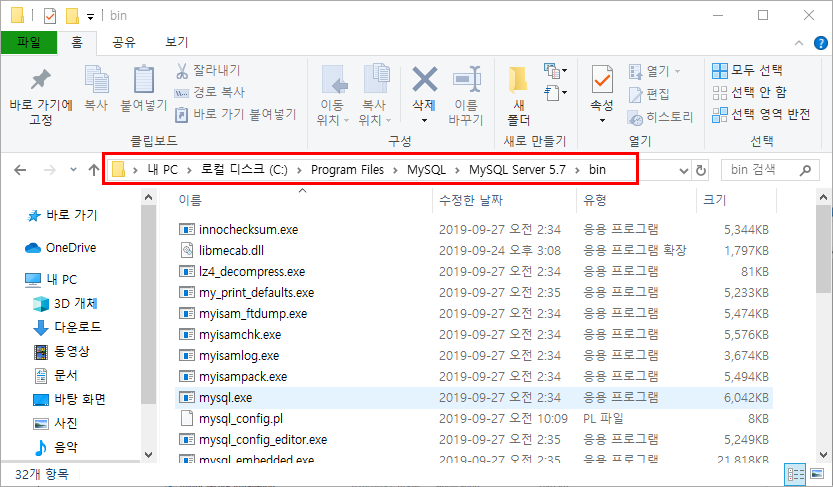 bin
파일 홈 공유 보기
바로 가기에 고정
복사
붙여넣기
잘라내기
경로 복사
바로 가기 붙여넣기
클립보드
이동 위치
복사 위치
삭제
이름 바꾸기
구성
새 폴더
새로 만들기
속성
열기
편집
히스토리
열기
모두 선택
선택 안 함
선택 영역 반전
내 PC > 로컬 디스크 (C:) > Program Files > MySQL > MySQL Server 5.7 > bin
bin 검색
바로 가기
OneDrive
내 PC
3D 개체
다운로드
동영상
문서
바탕 화면
사진
음악
이름 수정한 날짜 유형 크기
innochecksum.exe 2019-09-27 오전 2:34 응용 프로그램 5,344KB
libmecab.dll 2019-09-24 오후 3:08 응용 프로그램 확장 1,797KB
lz4_decompress.exe 2019-09-27 오전 2:34 응용 프로그램 81KB
my_print_defaults.exe 2019-09-27 오전 2:35 응용 프로그램 5,233KB
myisam_ftdump.exe 2019-09-27 오전 2:34 응용 프로그램 5,474KB
myisamchk.exe 2019-09-27 오전 2:35 응용 프로그램 5,576KB
myisamlog.exe 2019-09-27 오전 2:34 응용 프로그램 3,674KB
myisampack.exe 2019-09-27 오전 2:34 응용 프로그램 5,494KB
mysql.exe 2019-09-27 오전 2:34 응용 프로그램 6,042KB
mysql_config.pl 2019-09-27 오전 10:09 PL 파일 8KB
mysql_config_editor.exe 2019-09-27 오전 2:35 응용 프로그램 5,249KB
mysql_embedded.exe 2019-09-27 오전 2:34 응용 프로그램 21,818KB
32개 항목